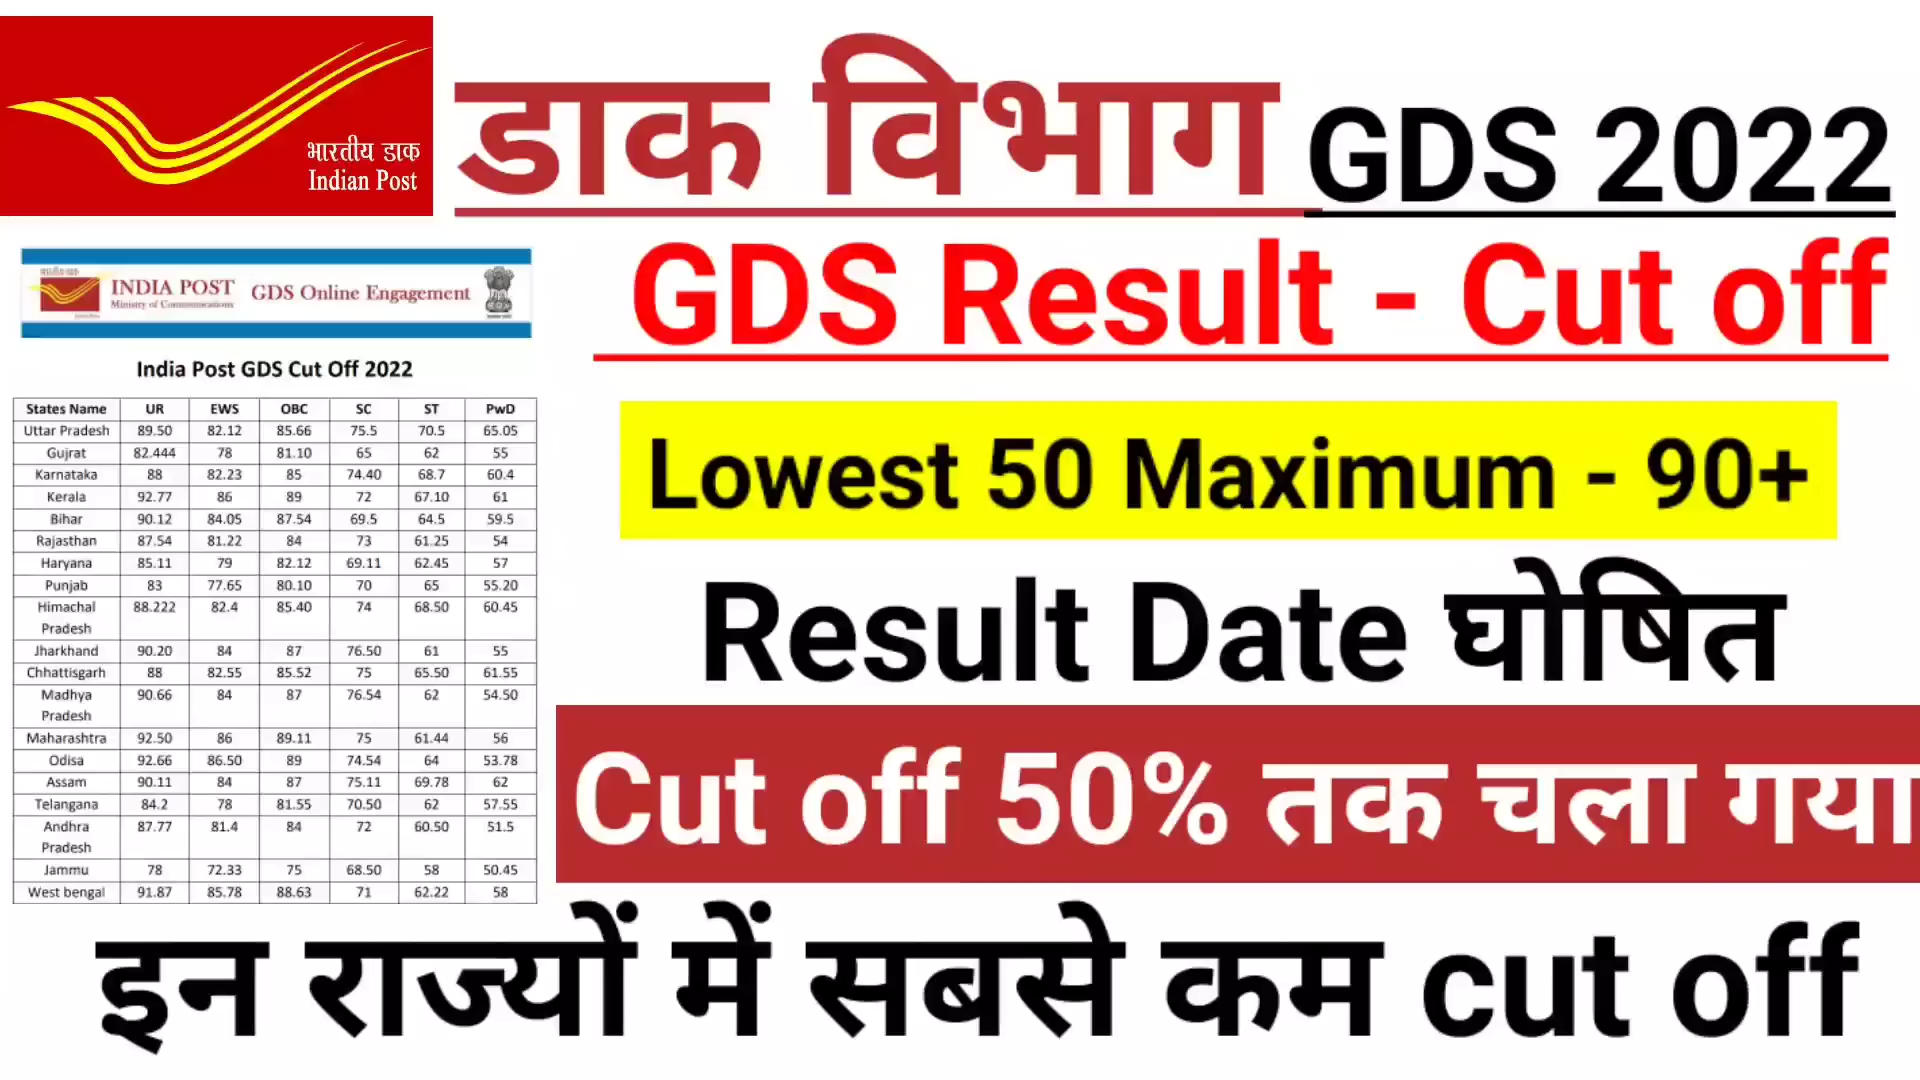 भारतीय डाक
Indian Post
डाक विभाग GDS 2022
GDS Result - Cut off
INDIA POST
Ministry of Communications
GDS Online Engagement
India Post GDS Cut Off 2022
States Name UR EWS OBC SC ST PwD
Uttar Pradesh 89.50 82.12 85.66 75.5 70.5 65.05
Gujrat 82.444 78 81.10 65 62 55
Karnataka 88 82.23 85 74.40 68.7 60.4
Kerala 92.77 86 89 72 67.10 61
Bihar 90.12 84.05 87.54 69.5 64.5 59.5
Rajasthan 87.54 81.22 84 73 61.25 54
Haryana 85.11 79 82.12 69.11 62.45 57
Punjab 83 77.65 80.10 70 65 55.20
Himachal 88.222 82.4 85.40 74 68.50 60.45
Pradesh
Jharkhand 90.20 84 87 76.50 61 55
Chhattisgarh 88 82.55 85.52 75 65.50 61.55
Madhya 90.66 84 87 76.54 62 54.50
Pradesh
Maharashtra 92.50 86 89.11 75 61.44 56
Odisa 92.66 86.50 89 74.54 64 53.78
Assam 90.11 84 87 75.11 69.78 62
Telangana 84.2 78 81.55 70.50 62 57.55
Andhra 87.77 81.4 84 72 60.50 51.5
Pradesh
Jammu 78 72.33 75 68.50 58 50.45
West bengal 91.87 85.78 88.63 71 62.22 58
Lowest 50 Maximum - 90+
Result Date घोषित
Cut off 50% तक चला गया
इन राज्यों में सबसे कम cut off